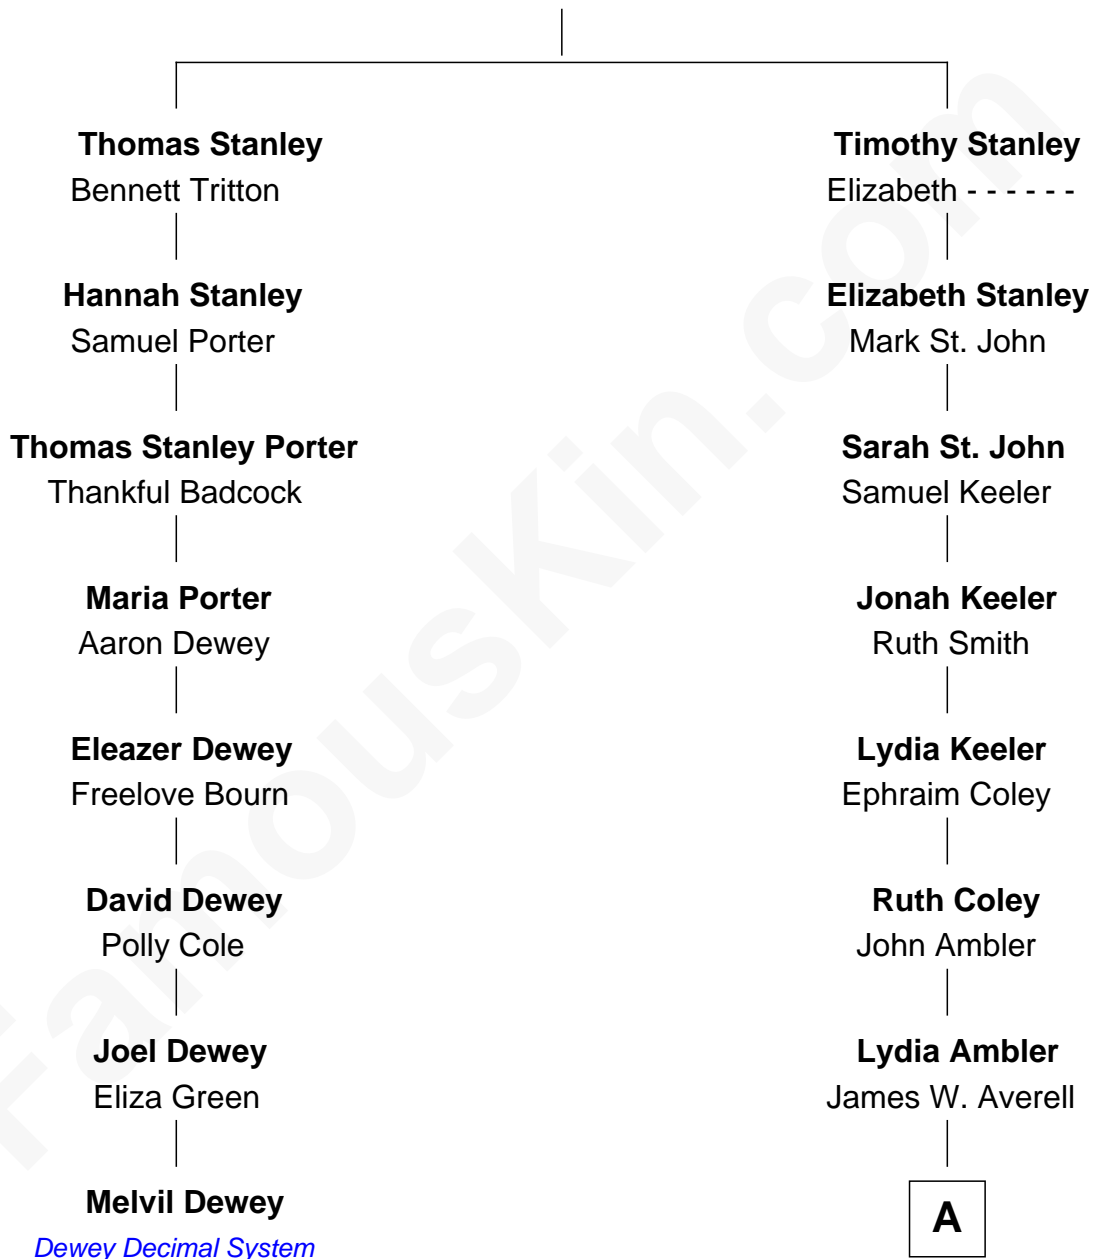 Thomas Stanley
Bennett Tritton
Hannah Stanley
Samuel Porter
Thomas Stanley Porter
Thankful Badcock
Maria Porter
Aaron Dewey
Eleazer Dewey
Freelove Bourn
David Dewey
Polly Cole
Joel Dewey
Eliza Green
Melvil Dewey
Dewey Decimal System
Timothy Stanley
Elizabeth - - - - - -
Elizabeth Stanley
Mark St. John
Sarah St. John
Samuel Keeler
Jonah Keeler
Ruth Smith
Lydia Keeler
Ephraim Coley
Ruth Coley
John Ambler
Lydia Ambler
James W. Averell
A
FamousKin.com